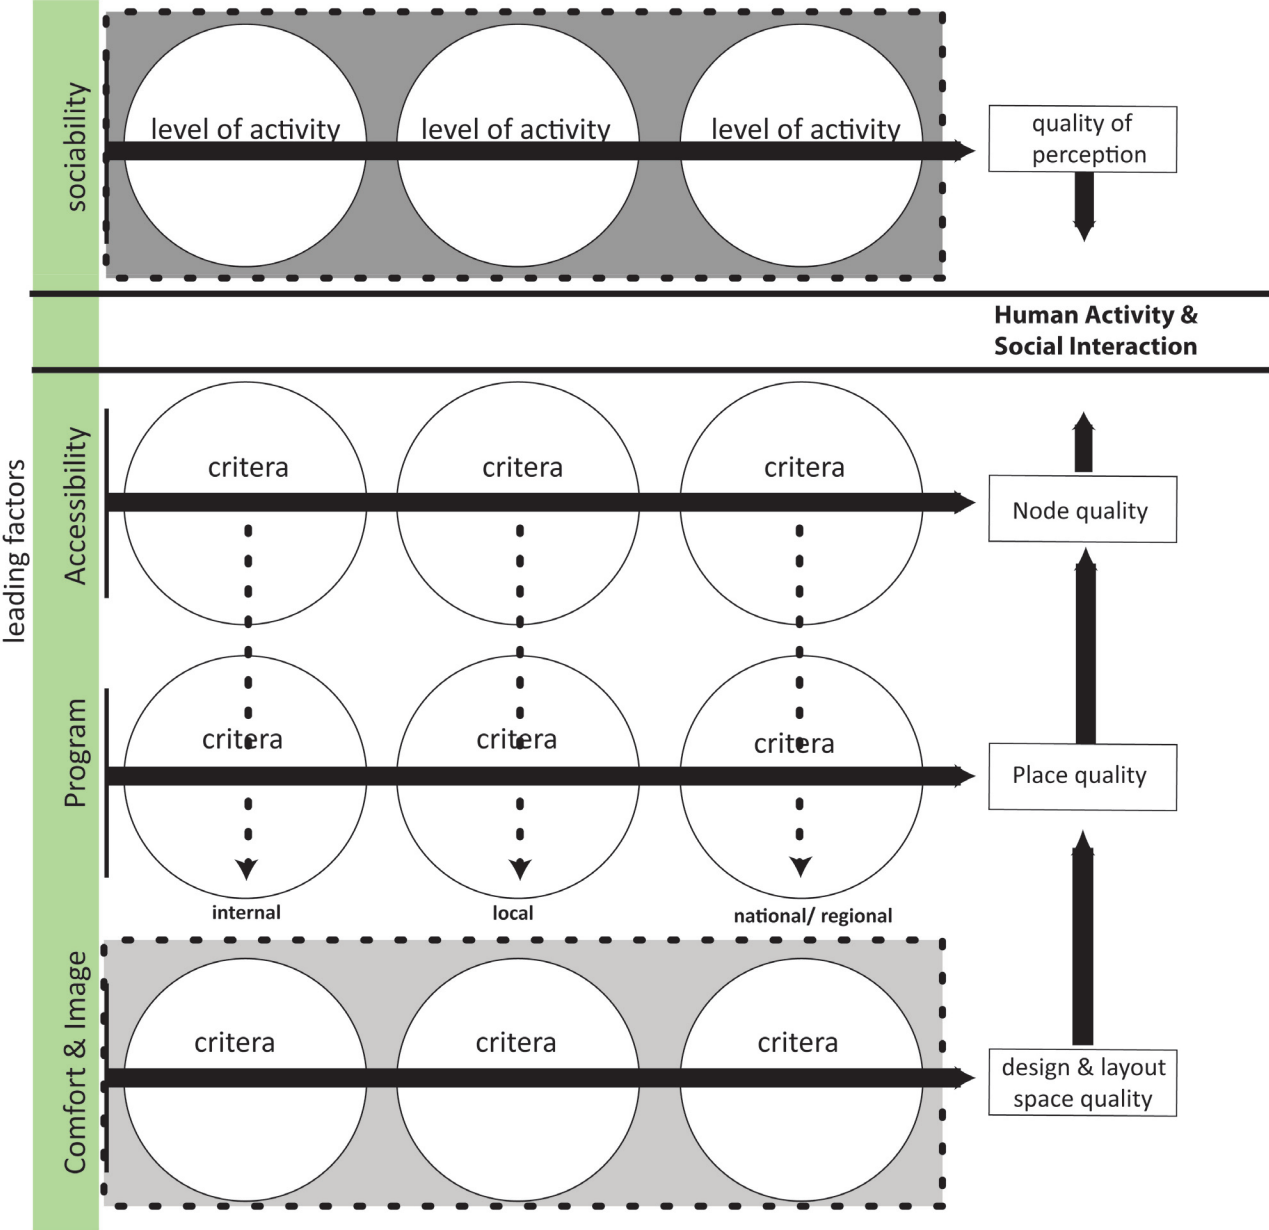 sociability
level of activity
level of activity
level of activity
quality of
perception
Human Activity &
Social Interaction
leading factors
Accessibility
critera
critera
critera
Node quality
Program
critera
critera
critera
Place quality
internal
local
national/ regional
Comfort & Image
critera
critera
critera
design & layout
space quality